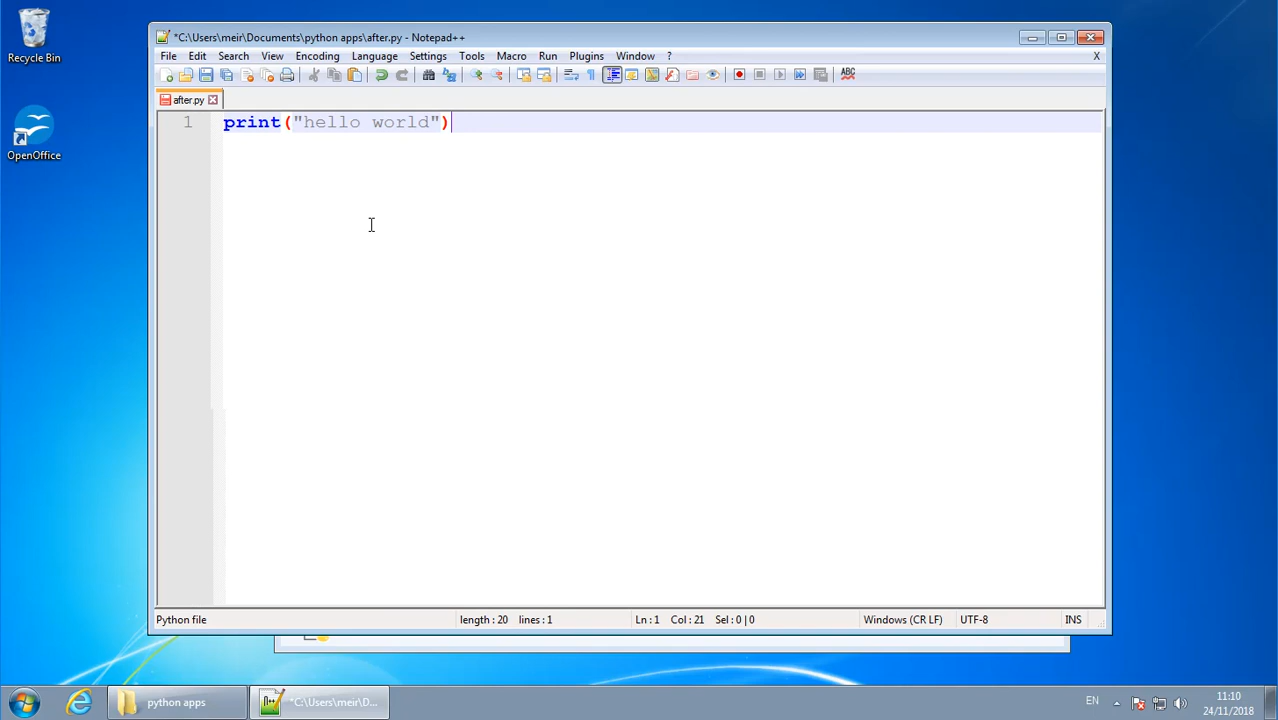 Recycle Bin
OpenOffice
*C:\Users\meir\Documents\python apps\after.py - Notepad++
File Edit Search View Encoding Language Settings Tools Macro Run Plugins Window ? X
ABC
after.py
1 print("hello world")
Python file length : 20 lines : 1 Ln : 1 Col : 21 Sel : 0 | 0 Windows (CR LF) UTF-8 INS
python apps
*C:\Users\meir\D...
EN
11:10
24/11/2018